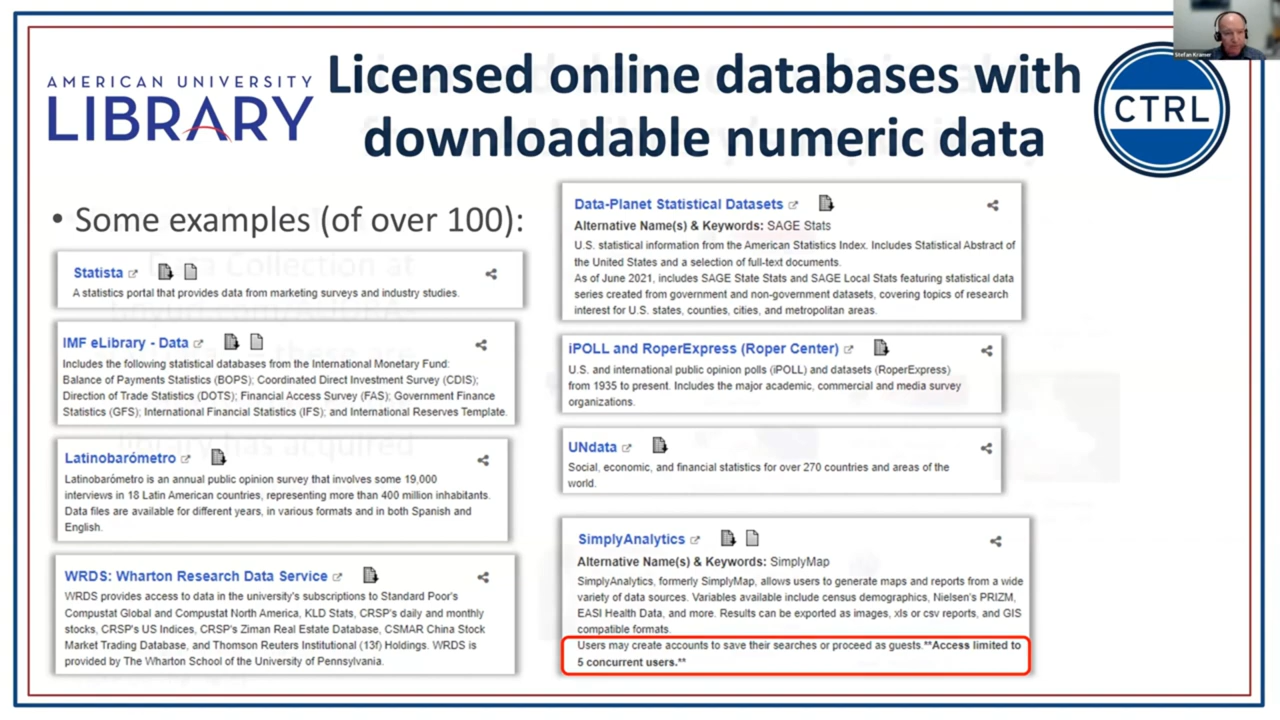 Stefan Kramer
AMERICAN UNIVERSITY
LIBRARY
Licensed online databases with
downloadable numeric data
CTRL
• Some examples (of over 100):
Statista
A statistics portal that provides data from marketing surveys and industry studies.
IMF eLibrary - Data
Includes the following statistical databases from the International Monetary Fund:
Balance of Payments Statistics (BOPS); Coordinated Direct Investment Survey (CDIS);
Direction of Trade Statistics (DOTS); Financial Access Survey (FAS); Government Finance
Statistics (GFS); International Financial Statistics (IFS); and International Reserves Template.
Latinobarómetro
Latinobarómetro is an annual public opinion survey that involves some 19,000
interviews in 18 Latin American countries, representing more than 400 million inhabitants.
Data files are available for different years, in various formats and in both Spanish and
English.
WRDS: Wharton Research Data Service
WRDS provides access to data in the university's subscriptions to Standard Poor's
Compustat Global and Compustat North America, KLD Stats, CRSP's daily and monthly
stocks, CRSP's US Indices, CRSP's Ziman Real Estate Database, CSMAR China Stock
Market Trading Database, and Thomson Reuters Institutional (13f) Holdings. WRDS is
provided by The Wharton School of the University of Pennsylvania.
Data-Planet Statistical Datasets
Alternative Name(s) & Keywords: SAGE Stats
U.S. statistical information from the American Statistics Index. Includes Statistical Abstract of
the United States and a selection of full-text documents.
As of June 2021, includes SAGE State Stats and SAGE Local Stats featuring statistical data
series created from government and non-government datasets, covering topics of research
interest for U.S. states, counties, cities, and metropolitan areas.
iPOLL and RoperExpress (Roper Center)
U.S. and international public opinion polls (iPOLL) and datasets (RoperExpress)
from 1935 to present. Includes the major academic, commercial and media survey
organizations.
UNdata
Social, economic, and financial statistics for over 270 countries and areas of the
world.
SimplyAnalytics
Alternative Name(s) & Keywords: SimplyMap
SimplyAnalytics, formerly SimplyMap, allows users to generate maps and reports from a wide
variety of data sources. Variables available include census demographics, Nielsen's PRIZM,
EASI Health Data, and more. Results can be exported as images, xls or csv reports, and GIS
compatible formats.
Users may create accounts to save their searches or proceed as guests.**Access limited to
5 concurrent users.**